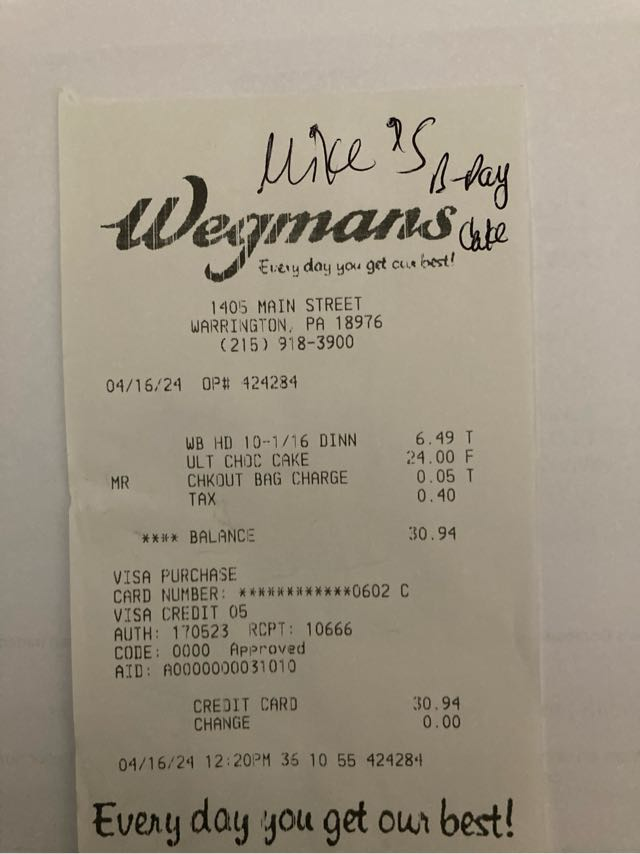 Mike's
B-Day
Cake
Wegmans
Every day you get our best!
1405 MAIN STREET
WARRINGTON, PA 18976
(215) 918-3900
04/16/24 OP# 424284
WB HD 10-1/16 DINN 6.49 T
ULT CHOC CAKE 24.00 F
MR CHKOUT BAG CHARGE 0.05 T
TAX 0.40
**** BALANCE 30.94
VISA PURCHASE
CARD NUMBER: ************0602 C
VISA CREDIT 05
AUTH: 170523 RCPT: 10666
CODE: 0000 Approved
AID: A0000000031010
CREDIT CARD 30.94
CHANGE 0.00
04/16/24 12:20PM 36 10 55 424284
Every day you get our best!